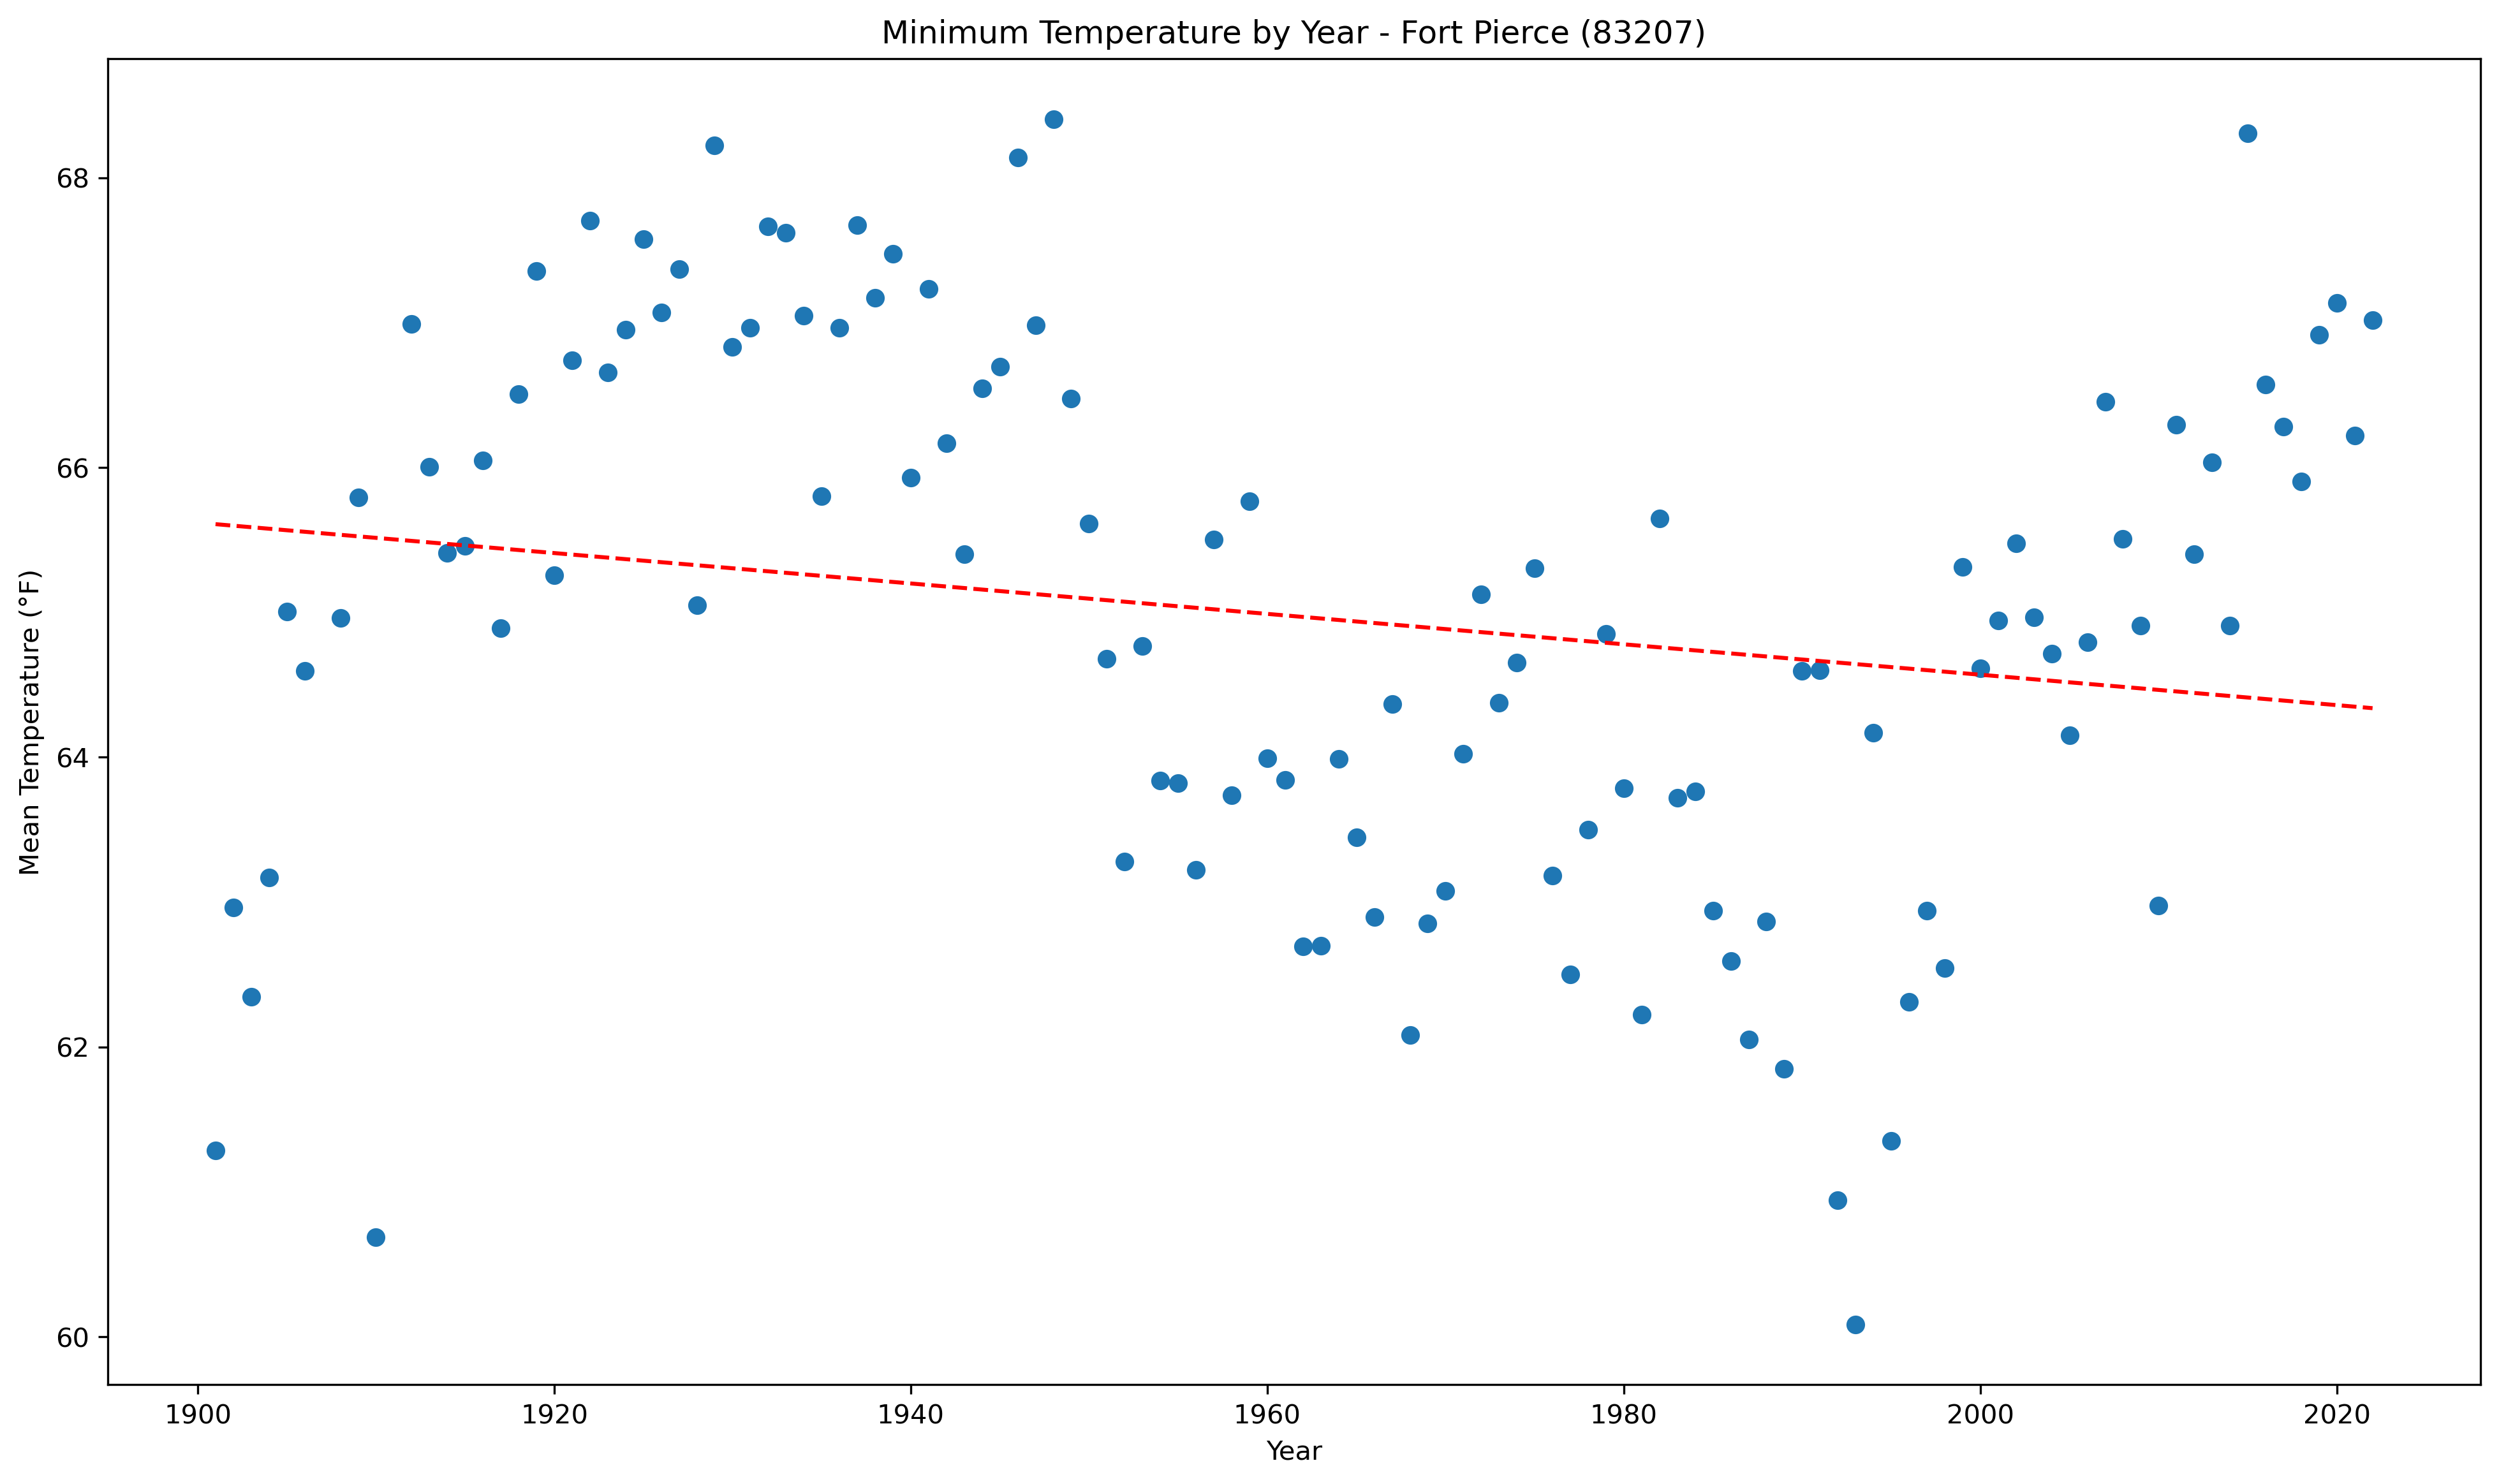 Minimum Temperature by Year - Fort Pierce (83207)
Mean Temperature (°F)
68
66
64
62
60
1900 1920 1940 1960 1980 2000 2020
Year